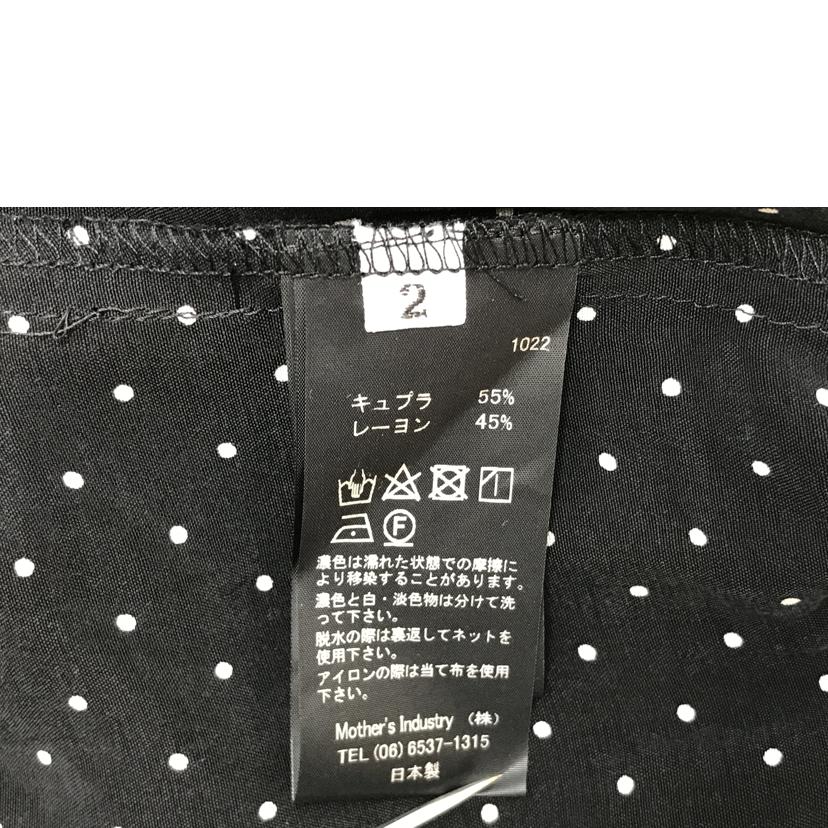 2
1022
キュプラ 55%
レーヨン 45%
F
濃色は濡れた状態での摩擦に
より移染することがあります。
濃色と白・淡色物は分けて洗
って下さい。
脱水の際は裏返してネットを
使用下さい。
アイロンの際は当て布を使用
下さい。
Mother's Industry (株)
TEL (06) 6537-1315
日本製